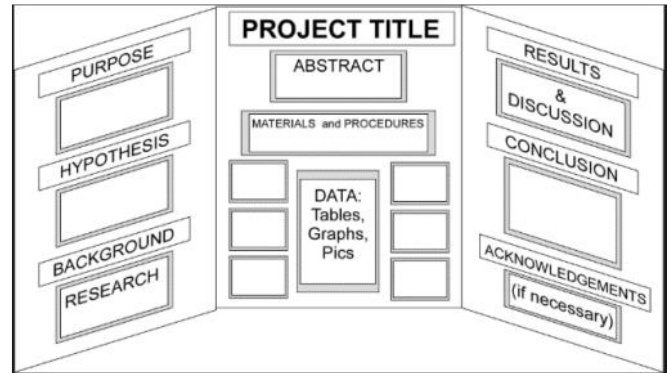 PURPOSE
HYPOTHESIS
BACKGROUND
RESEARCH
PROJECT TITLE
ABSTRACT
MATERIALS and PROCEDURES
DATA:
Tables,
Graphs,
Pics
RESULTS
&
DISCUSSION
CONCLUSION
ACKNOWLEDGEMENTS
(if necessary)